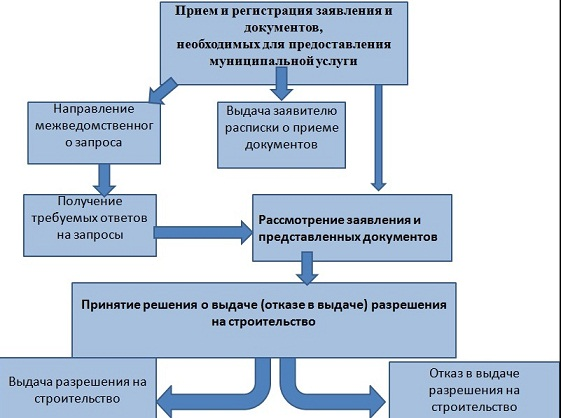 Прием и регистрация заявления и
документов,
необходимых для предоставления
муниципальной услуги
Направление
межведомственног
о запроса
Выдача заявителю
расписки о приеме
документов
Получение
требуемых ответов
на запросы
Рассмотрение заявления и
представленных документов
Принятие решения о выдаче (отказе в выдаче) разрешения
на строительство
Выдача разрешения на
строительство
Отказ в выдаче
разрешения на
строительство